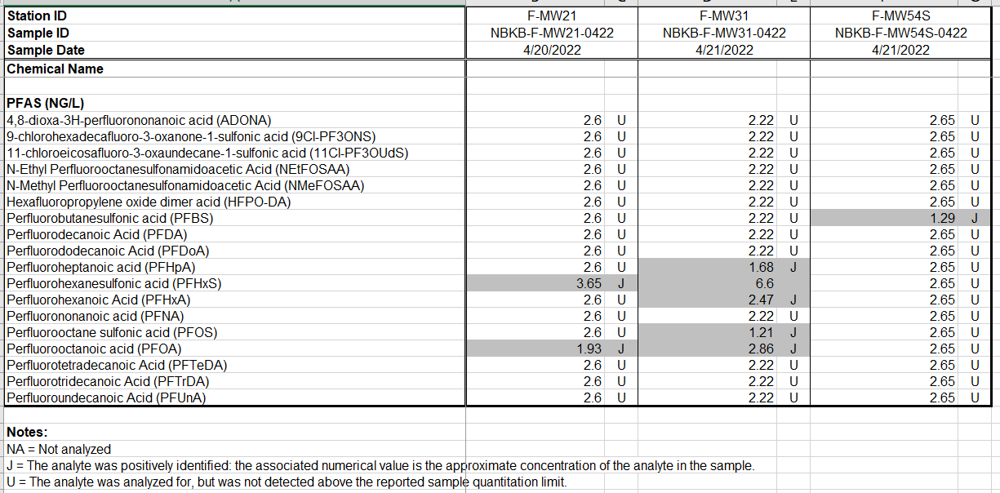 Station ID F-MW21 F-MW31 F-MW54S
Sample ID NBKB-F-MW21-0422 NBKB-F-MW31-0422 NBKB-F-MW54S-0422
Sample Date 4/20/2022 4/21/2022 4/21/2022
Chemical Name
PFAS (NG/L)
4,8-dioxa-3H-perfluorononanoic acid (ADONA) 2.6 U 2.22 U 2.65 U
9-chlorohexadecafluoro-3-oxanone-1-sulfonic acid (9Cl-PF3ONS) 2.6 U 2.22 U 2.65 U
11-chloroeicosafluoro-3-oxaundecane-1-sulfonic acid (11Cl-PF3OUdS) 2.6 U 2.22 U 2.65 U
N-Ethyl Perfluorooctanesulfonamidoacetic Acid (NEtFOSAA) 2.6 U 2.22 U 2.65 U
N-Methyl Perfluorooctanesulfonamidoacetic Acid (NMeFOSAA) 2.6 U 2.22 U 2.65 U
Hexafluoropropylene oxide dimer acid (HFPO-DA) 2.6 U 2.22 U 2.65 U
Perfluorobutanesulfonic acid (PFBS) 2.6 U 2.22 U 1.29 J
Perfluorodecanoic Acid (PFDA) 2.6 U 2.22 U 2.65 U
Perfluorododecanoic Acid (PFDoA) 2.6 U 2.22 U 2.65 U
Perfluoroheptanoic acid (PFHpA) 2.6 U 1.68 J 2.65 U
Perfluorohexanesulfonic acid (PFHxS) 3.65 J 6.6 2.65 U
Perfluorohexanoic Acid (PFHxA) 2.6 U 2.47 J 2.65 U
Perfluorononanoic acid (PFNA) 2.6 U 2.22 U 2.65 U
Perfluorooctane sulfonic acid (PFOS) 2.6 U 1.21 J 2.65 U
Perfluorooctanoic acid (PFOA) 1.93 J 2.86 J 2.65 U
Perfluorotetradecanoic Acid (PFTeDA) 2.6 U 2.22 U 2.65 U
Perfluorotridecanoic Acid (PFTrDA) 2.6 U 2.22 U 2.65 U
Perfluoroundecanoic Acid (PFUnA) 2.6 U 2.22 U 2.65 U
Notes:
NA = Not analyzed
J = The analyte was positively identified: the associated numerical value is the approximate concentration of the analyte in the sample.
U = The analyte was analyzed for, but was not detected above the reported sample quantitation limit.